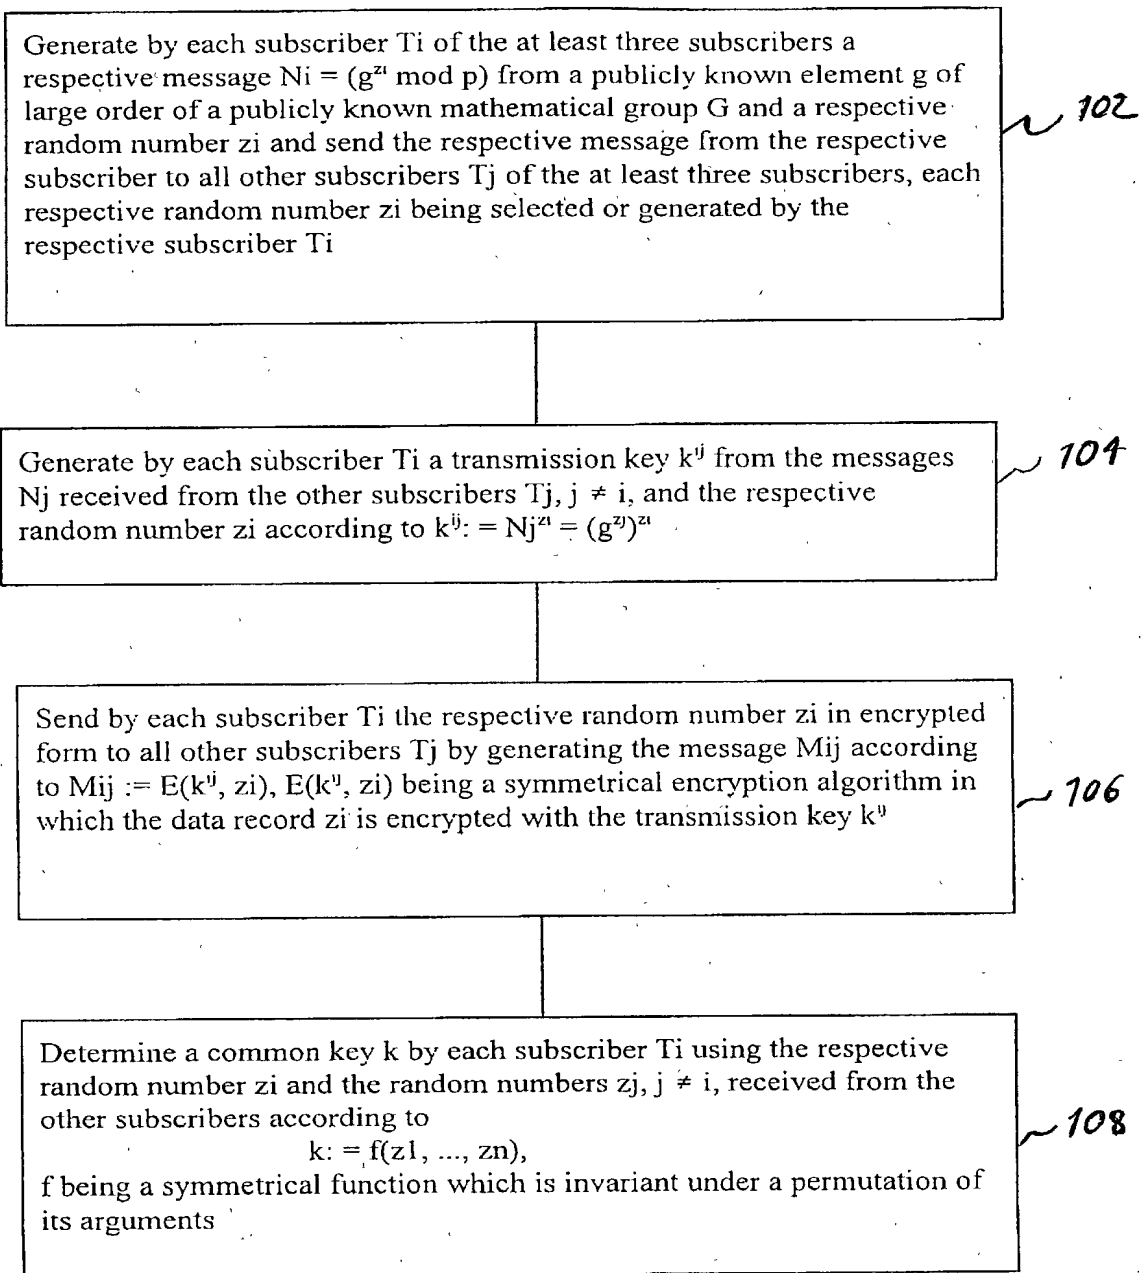 Generate by each subscriber Ti of the at least three subscribers a
respective message Ni = (g^zi mod p) from a publicly known element g of
large order of a publicly known mathematical group G and a respective
random number zi and send the respective message from the respective
subscriber to all other subscribers Tj of the at least three subscribers, each
respective random number zi being selected or generated by the
respective subscriber Ti
102
Generate by each subscriber Ti a transmission key k^ij from the messages
Nj received from the other subscribers Tj, j ≠ i, and the respective
random number zi according to k^ij: = Nj^zi = (g^zj)^zi
104
Send by each subscriber Ti the respective random number zi in encrypted
form to all other subscribers Tj by generating the message Mij according
to Mij := E(k^ij, zi), E(k^ij, zi) being a symmetrical encryption algorithm in
which the data record zi is encrypted with the transmission key k^ij
106
Determine a common key k by each subscriber Ti using the respective
random number zi and the random numbers zj, j ≠ i, received from the
other subscribers according to
k: = f(z1, ..., zn),
f being a symmetrical function which is invariant under a permutation of
its arguments
108